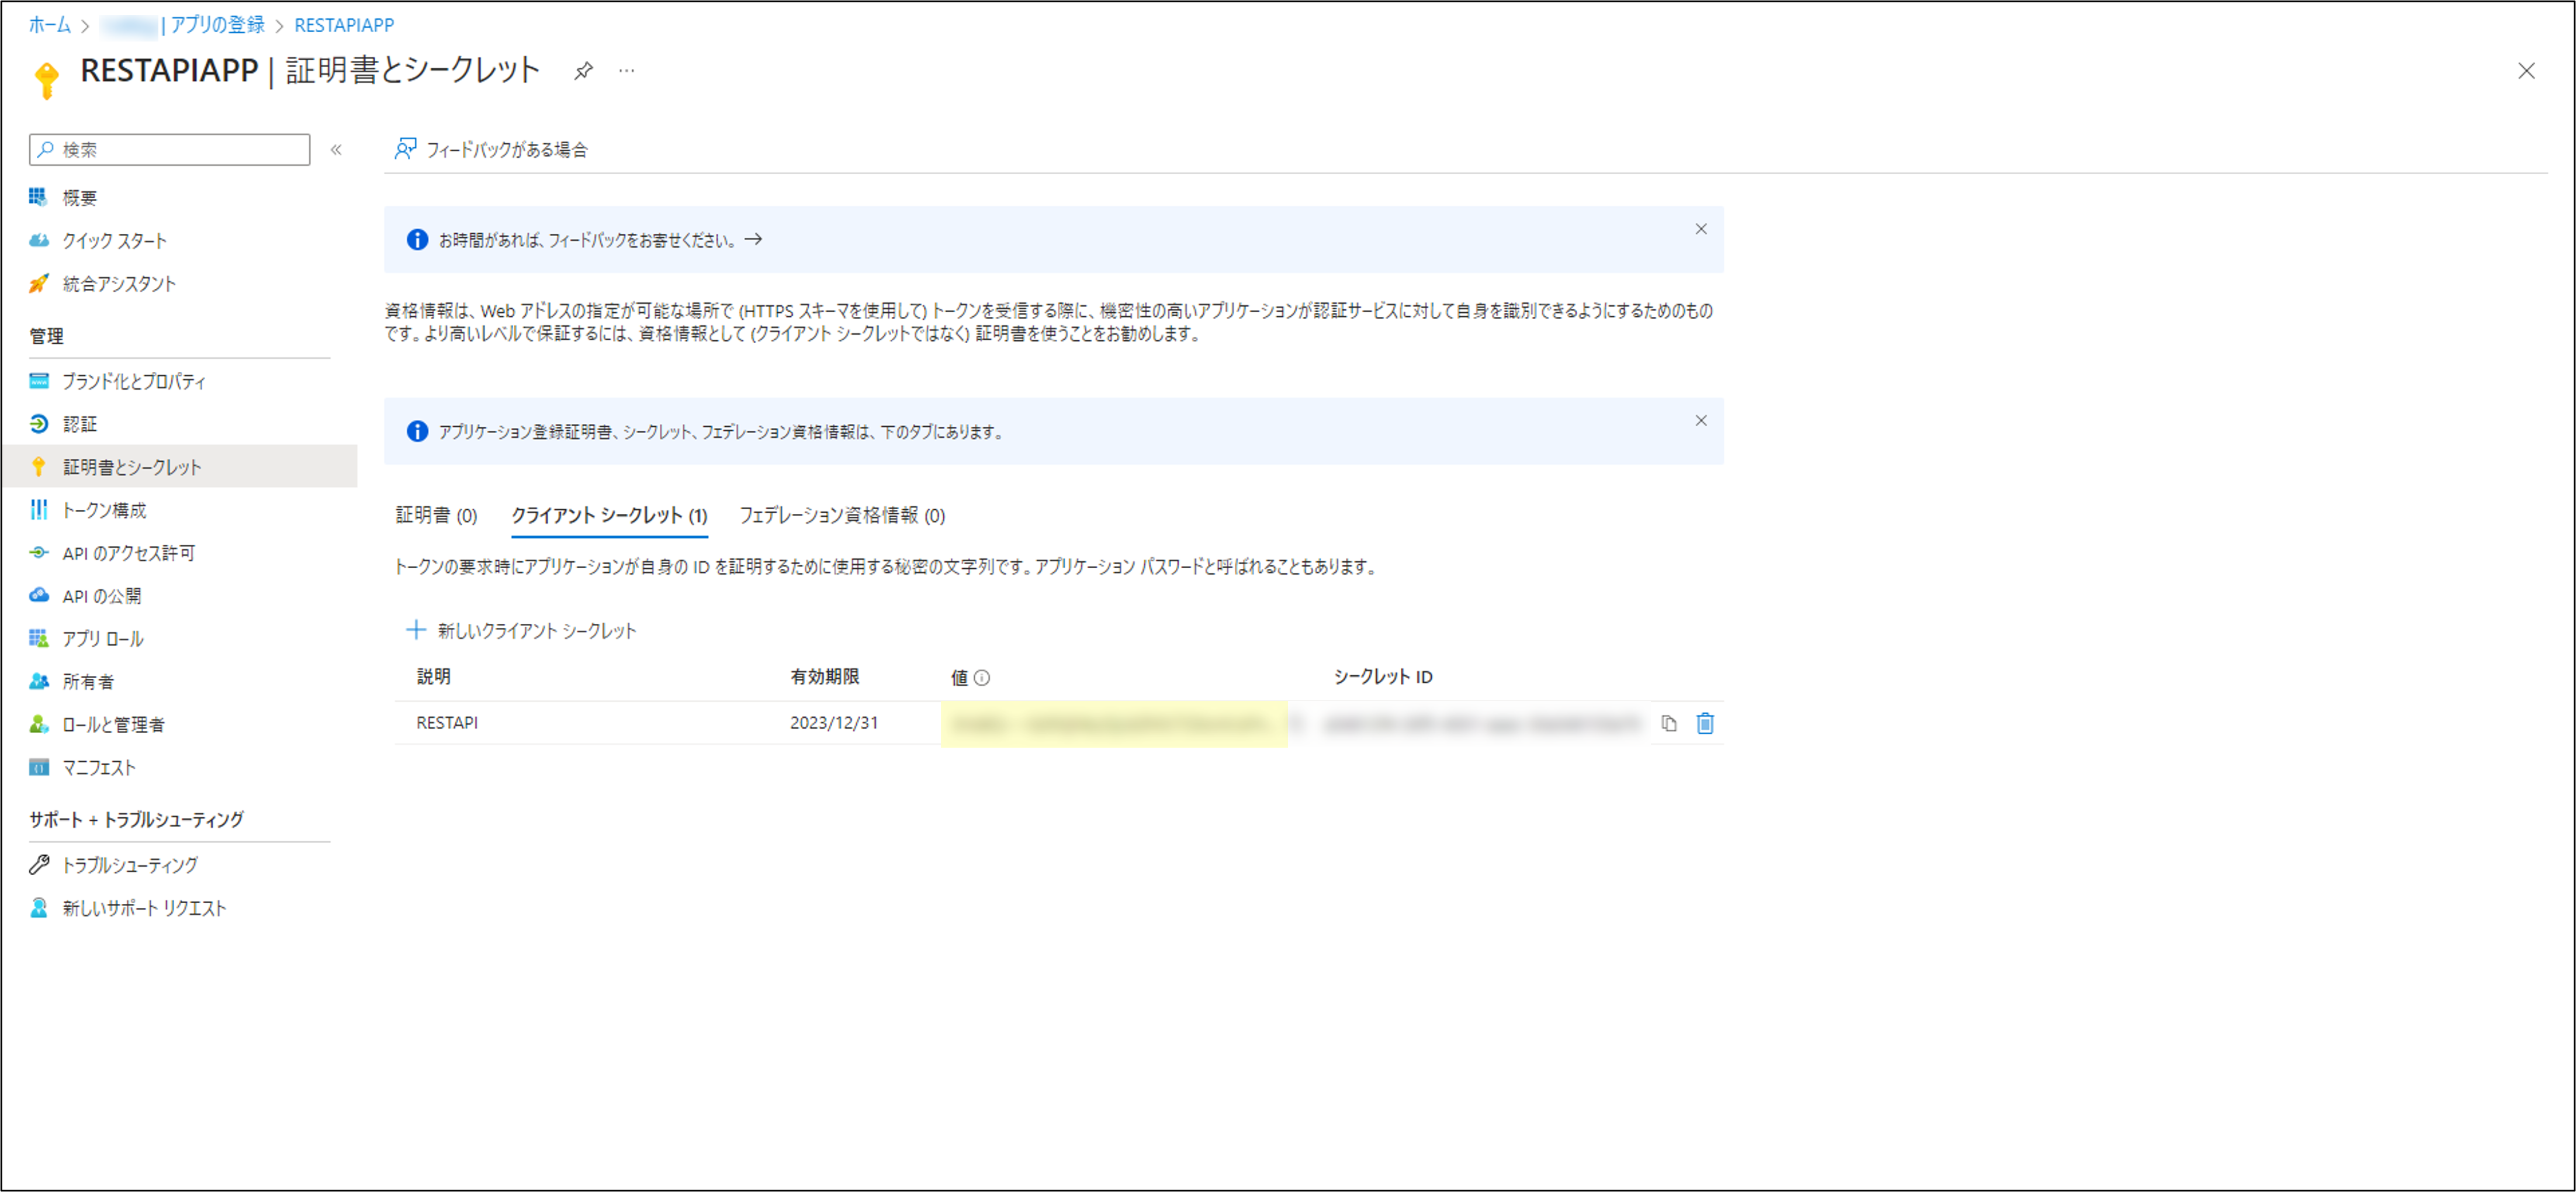 ホーム > | アプリの登録 > RESTAPIAPP
RESTAPIAPP | 証明書とシークレット
検索
フィードバックがある場合
概要
クイック スタート
統合アシスタント
管理
ブランド化とプロパティ
認証
証明書とシークレット
トークン構成
API のアクセス許可
API の公開
アプリ ロール
所有者
ロールと管理者
マニフェスト
サポート + トラブルシューティング
トラブルシューティング
新しいサポート リクエスト
お時間があれば、フィードバックをお寄せください。 →
資格情報は、Web アドレスの指定が可能な場所で (HTTPS スキーマを使用して) トークンを受信する際に、機密性の高いアプリケーションが認証サービスに対して自身を識別できるようにするためのもの
です。より高いレベルで保証するには、資格情報として (クライアント シークレットではなく) 証明書を使うことをお勧めします。
アプリケーション登録証明書、シークレット、フェデレーション資格情報は、下のタブにあります。
証明書 (0) クライアント シークレット (1) フェデレーション資格情報 (0)
トークンの要求時にアプリケーションが自身の ID を証明するために使用する秘密の文字列です。アプリケーション パスワードと呼ばれることもあります。
新しいクライアント シークレット
説明 有効期限 値 シークレット ID
RESTAPI 2023/12/31